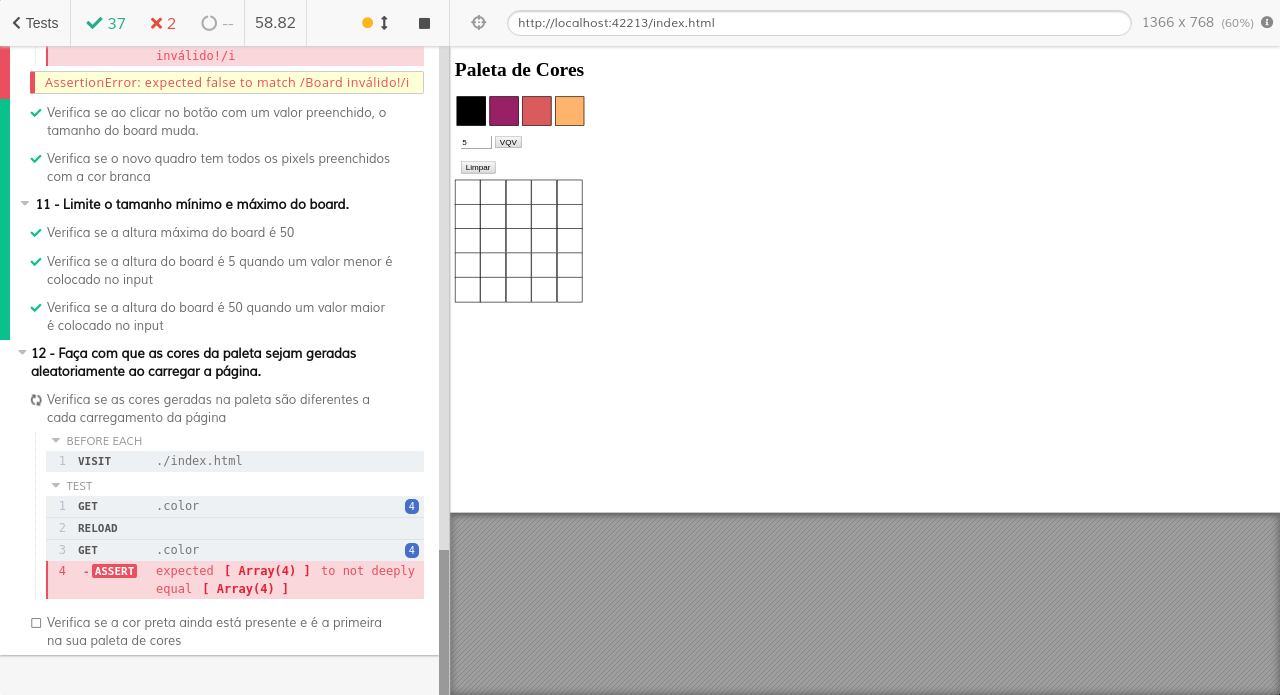 Tests
37
2
--
58.82
http://localhost:42213/index.html
1366 x 768 (60%)
inválido!/i
AssertionError: expected false to match /Board inválido!/i
Verifica se ao clicar no botão com um valor preenchido, o
tamanho do board muda.
Verifica se o novo quadro tem todos os pixels preenchidos
com a cor branca
11 - Limite o tamanho mínimo e máximo do board.
Verifica se a altura máxima do board é 50
Verifica se a altura do board é 5 quando um valor menor é
colocado no input
Verifica se a altura do board é 50 quando um valor maior
é colocado no input
12 - Faça com que as cores da paleta sejam geradas
aleatoriamente ao carregar a página.
Verifica se as cores geradas na paleta são diferentes a
cada carregamento da página
BEFORE EACH
1 VISIT ./index.html
TEST
1 GET .color 4
2 RELOAD
3 GET .color 4
4 -ASSERT expected [ Array(4) ] to not deeply
equal [ Array(4) ]
Verifica se a cor preta ainda está presente e é a primeira
na sua paleta de cores
Paleta de Cores
5 VQV
Limpar